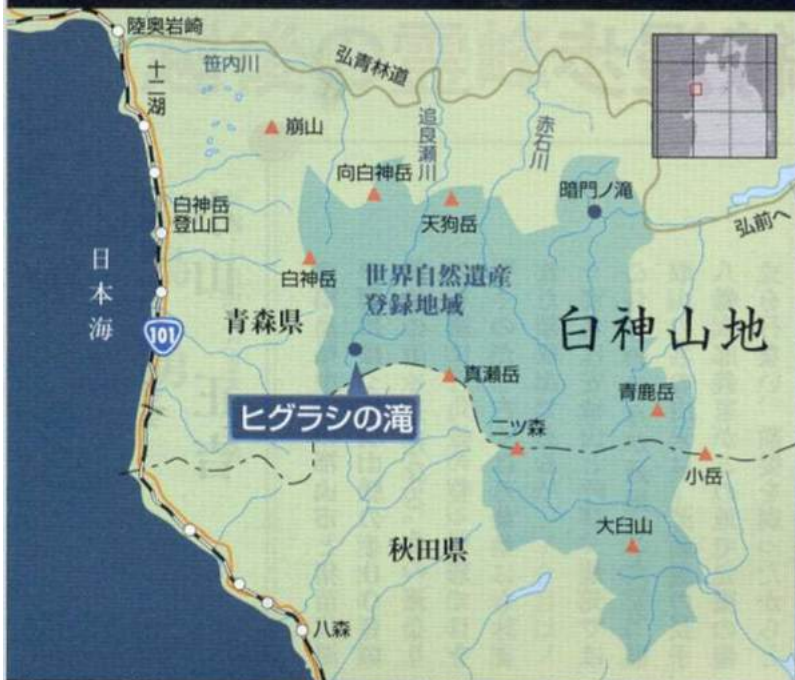 陸奥岩崎
笹内川
弘青林道
十二湖
崩山
追良瀬川
赤石川
向白神岳
暗門ノ滝
白神岳
登山口
天狗岳
弘前へ
日本海
白神岳
世界自然遺産
登録地域
青森県
101
白神山地
真瀬岳
青鹿岳
ヒグラシの滝
二ツ森
小岳
大臼山
秋田県
八森